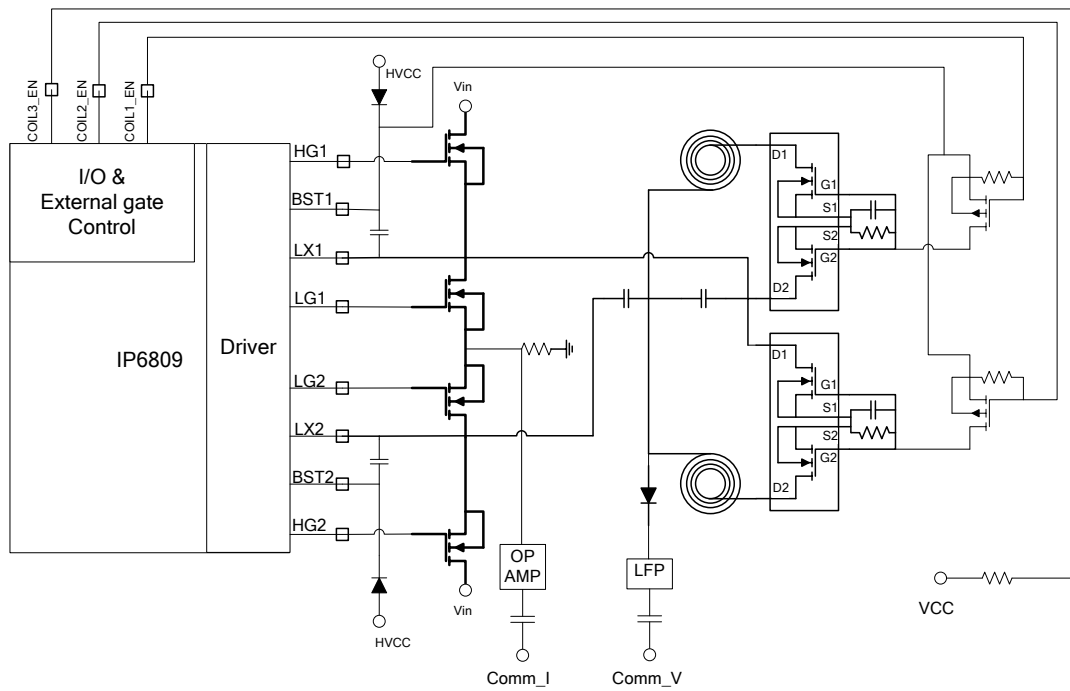 COIL3_EN
COIL2_EN
COIL1_EN
I/O &
External gate
Control
IP6809
Driver
HG1
BST1
LX1
LG1
LG2
LX2
BST2
HG2
HVCC
Vin
D1
G1
S1
S2
G2
D2
D1
G1
S1
S2
G2
D2
OP
AMP
LFP
Vin
HVCC
VCC
Comm_I
Comm_V